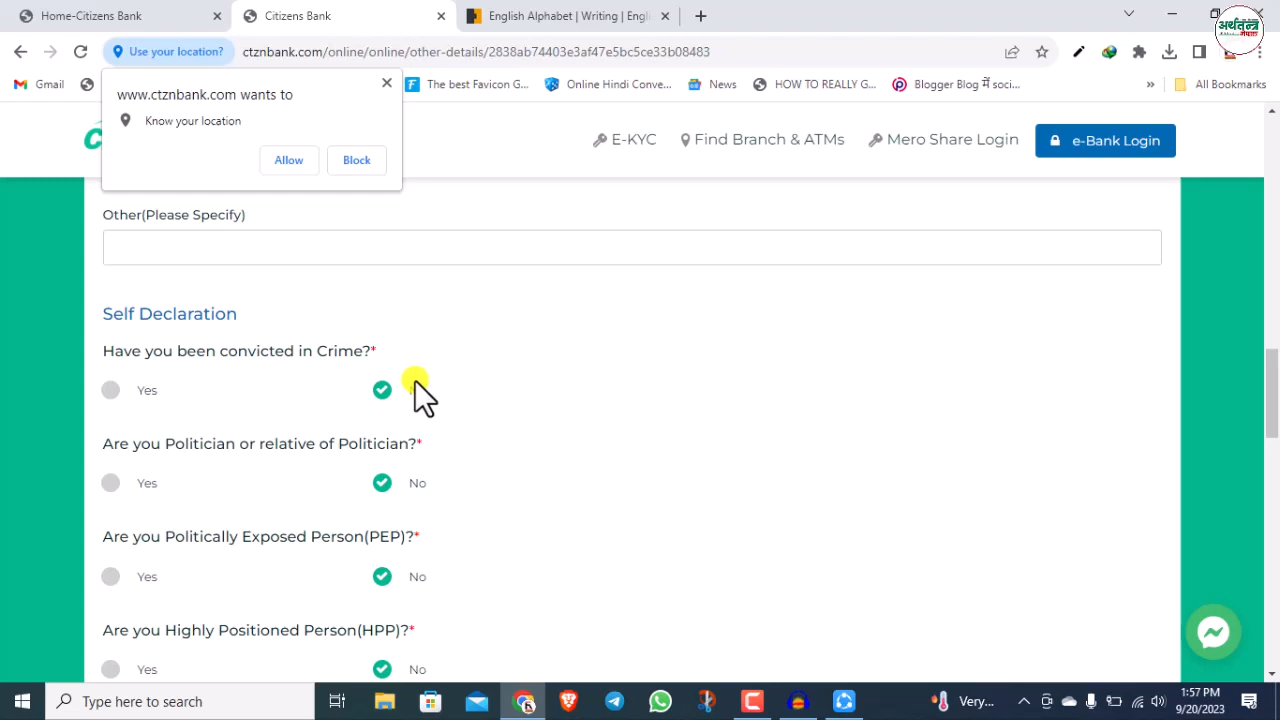 Home-Citizens Bank
Citizens Bank
English Alphabet | Writing | Engl
अर्थतन्त्र
नेपाल
Use your location?
ctznbank.com/online/online/other-details/2838ab74403e3af47e5bc5ce33b08483
Gmail
The best Favicon G...
Online Hindi Conve...
News
HOW TO REALLY G...
Blogger Blog में soci...
»
All Bookmarks
www.ctznbank.com wants to
Know your location
Allow
Block
E-KYC
Find Branch & ATMs
Mero Share Login
e-Bank Login
Other(Please Specify)
Self Declaration
Have you been convicted in Crime?*
Yes
Are you Politician or relative of Politician?*
Yes No
Are you Politically Exposed Person(PEP)?*
Yes No
Are you Highly Positioned Person(HPP)?*
Yes No
Type here to search
Very...
1:57 PM
9/20/2023